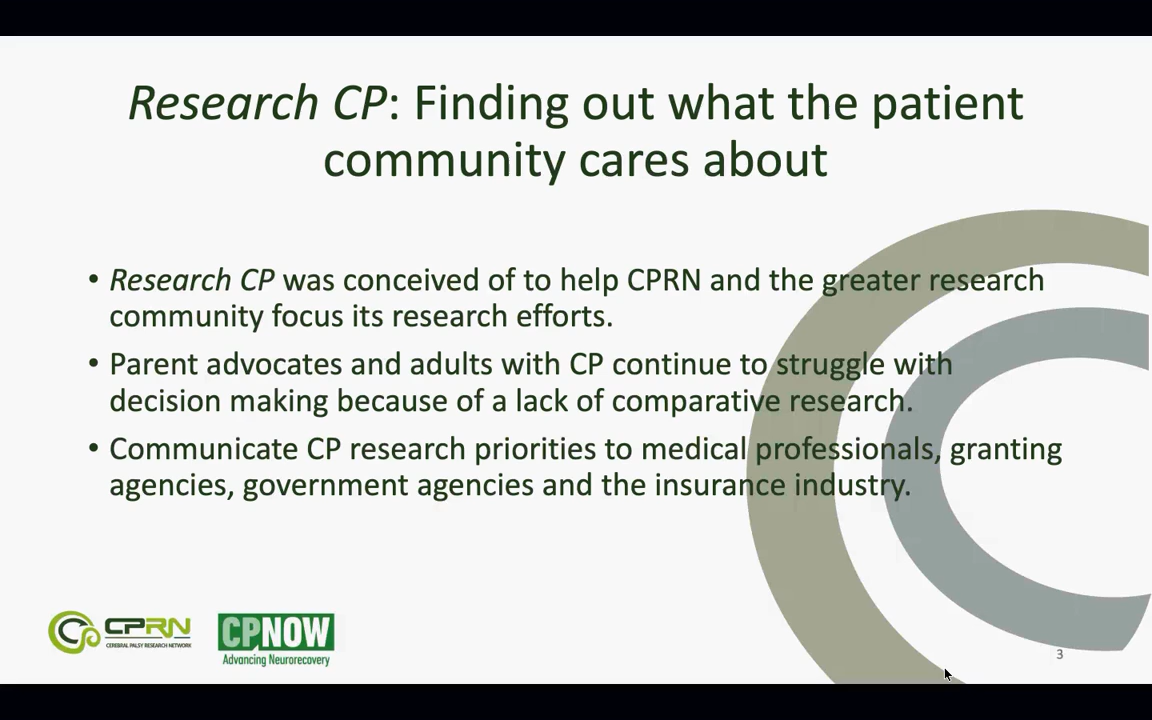 Research CP: Finding out what the patient
community cares about
• Research CP was conceived of to help CPRN and the greater research
community focus its research efforts.
• Parent advocates and adults with CP continue to struggle with
decision making because of a lack of comparative research.
• Communicate CP research priorities to medical professionals, granting
agencies, government agencies and the insurance industry.
CPRN
CEREBRAL PALSY RESEARCH NETWORK
CPNOW
Advancing Neurorecovery
3